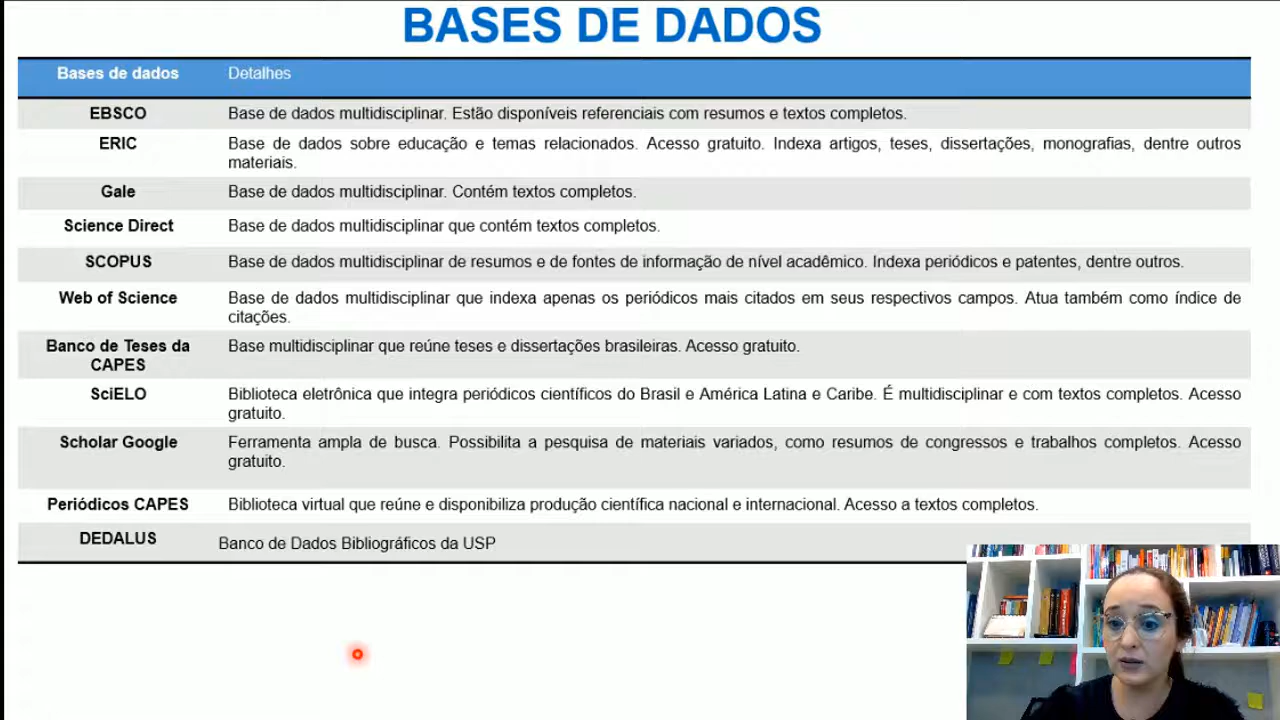 BASES DE DADOS
Bases de dados Detalhes
EBSCO Base de dados multidisciplinar. Estão disponíveis referenciais com resumos e textos completos.
ERIC Base de dados sobre educação e temas relacionados. Acesso gratuito. Indexa artigos, teses, dissertações, monografias, dentre outros
materiais.
Gale Base de dados multidisciplinar. Contém textos completos.
Science Direct Base de dados multidisciplinar que contém textos completos.
SCOPUS Base de dados multidisciplinar de resumos e de fontes de informação de nível acadêmico. Indexa periódicos e patentes, dentre outros.
Web of Science Base de dados multidisciplinar que indexa apenas os periódicos mais citados em seus respectivos campos. Atua também como índice de
citações.
Banco de Teses da Base multidisciplinar que reúne teses e dissertações brasileiras. Acesso gratuito.
CAPES
SciELO Biblioteca eletrônica que integra periódicos científicos do Brasil e América Latina e Caribe. É multidisciplinar e com textos completos. Acesso
gratuito.
Scholar Google Ferramenta ampla de busca. Possibilita a pesquisa de materiais variados, como resumos de congressos e trabalhos completos. Acesso
gratuito.
Periódicos CAPES Biblioteca virtual que reúne e disponibiliza produção científica nacional e internacional. Acesso a textos completos.
DEDALUS Banco de Dados Bibliográficos da USP